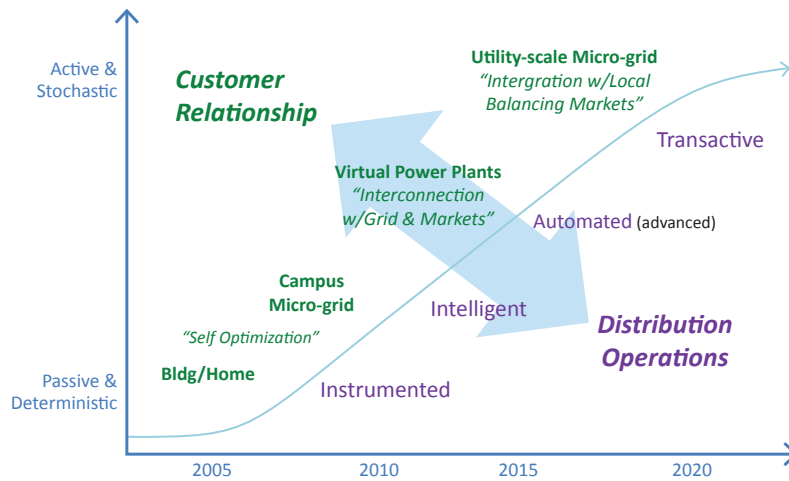 Active &
Stochastic
Customer
Relationship
Utility-scale Micro-grid
“Intergration w/Local
Balancing Markets”
Transactive
Virtual Power Plants
“Interconnection
w/Grid & Markets”
Automated (advanced)
Campus
Micro-grid
Intelligent
“Self Optimization”
Distribution
Operations
Bldg/Home
Instrumented
Passive &
Deterministic
2005
2010
2015
2020